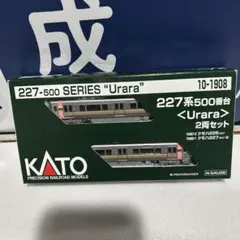 成
227-500 SERIES "Urara"
10-1908
227系500番台
<Urara>
2両セット
KATO
PRECISION RAILROAD MODELS
N-GAUGE